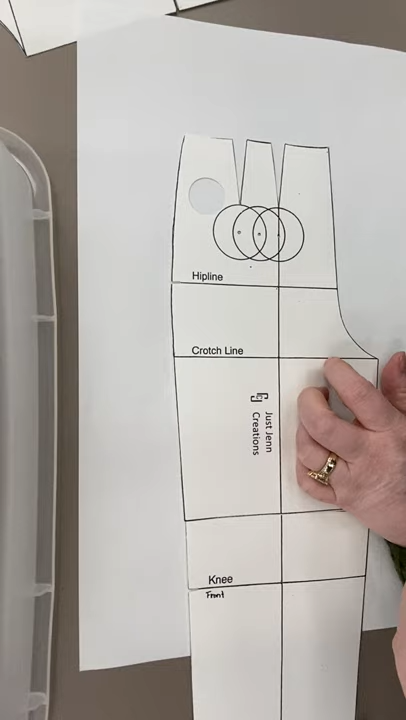 Hipline
Crotch Line
Just Jenn
Creations
Knee
Front